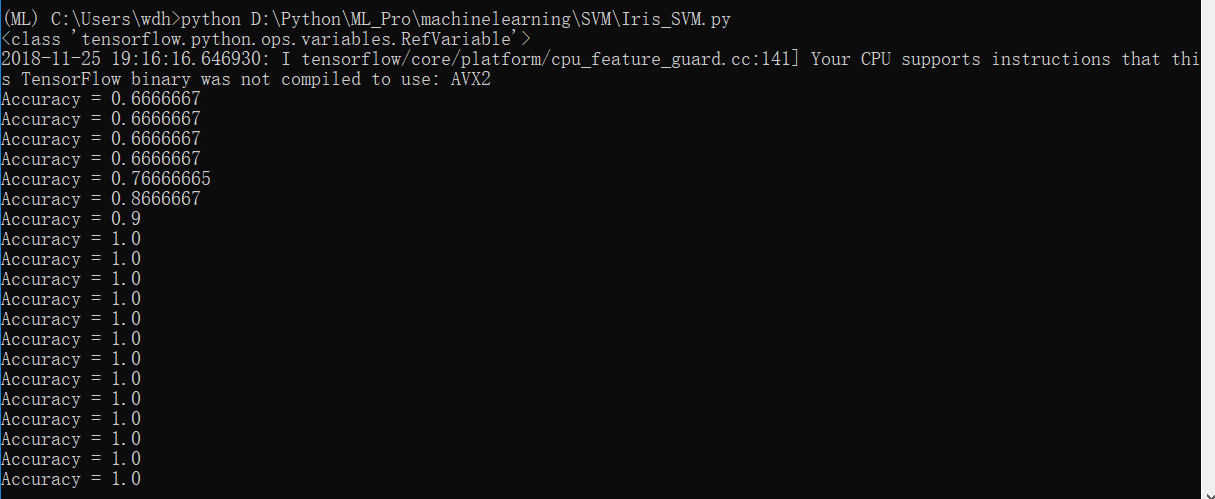 (ML) C:\Users\wdh>python D:\Python\ML_Pro\machinelearning\SVM\Iris_SVM.py
<class 'tensorflow.python.ops.variables.RefVariable'>
2018-11-25 19:16:16.646930: I tensorflow/core/platform/cpu_feature_guard.cc:141] Your CPU supports instructions that thi
s TensorFlow binary was not compiled to use: AVX2
Accuracy = 0.6666667
Accuracy = 0.6666667
Accuracy = 0.6666667
Accuracy = 0.6666667
Accuracy = 0.76666665
Accuracy = 0.8666667
Accuracy = 0.9
Accuracy = 1.0
Accuracy = 1.0
Accuracy = 1.0
Accuracy = 1.0
Accuracy = 1.0
Accuracy = 1.0
Accuracy = 1.0
Accuracy = 1.0
Accuracy = 1.0
Accuracy = 1.0
Accuracy = 1.0
Accuracy = 1.0
Accuracy = 1.0